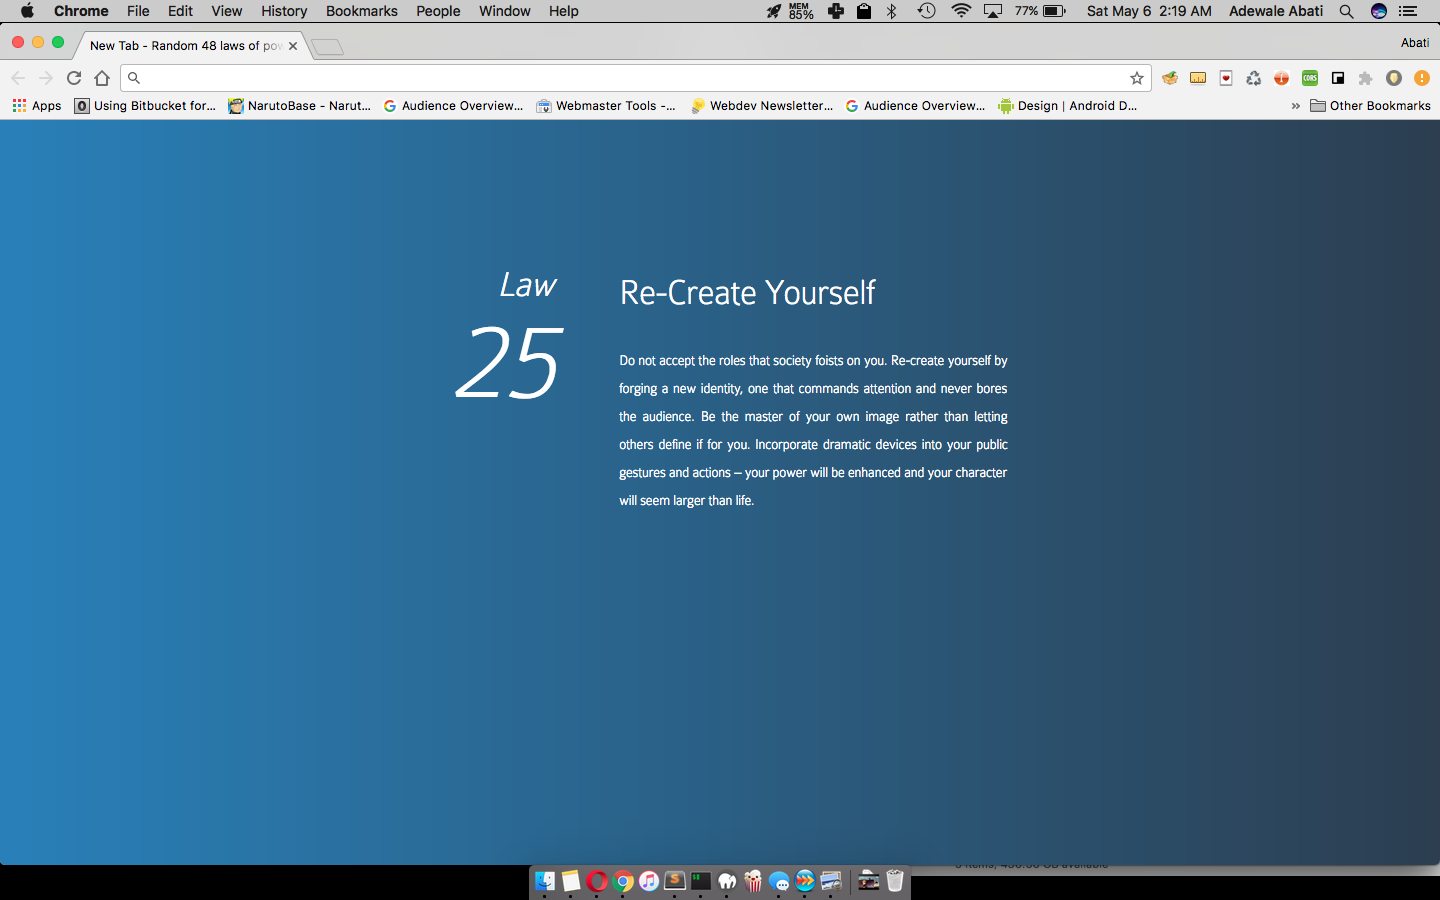 Chrome File Edit View History Bookmarks People Window Help MEM 85% 77% Sat May 6 2:19 AM Adewale Abati
New Tab - Random 48 laws of pow Abati
CORS
Apps Using Bitbucket for... NarutoBase - Narut... Audience Overview... Webmaster Tools -... Webdev Newsletter... Audience Overview... Design | Android D... » Other Bookmarks
Law
25
Re-Create Yourself
Do not accept the roles that society foists on you. Re-create yourself by
forging a new identity, one that commands attention and never bores
the audience. Be the master of your own image rather than letting
others define if for you. Incorporate dramatic devices into your public
gestures and actions – your power will be enhanced and your character
will seem larger than life.